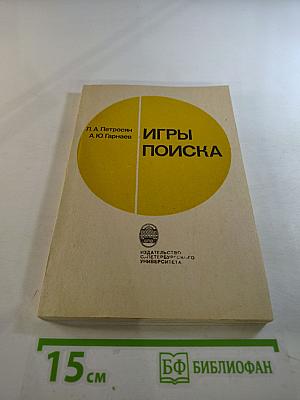 Л.А.Петросян
А.Ю.Гарнаев
ИГРЫ
ПОИСКА
ИЗДАТЕЛЬСТВО
С.-ПЕТЕРБУРГСКОГО
УНИВЕРСИТЕТА
15 см
БФ БИБЛИОФАН